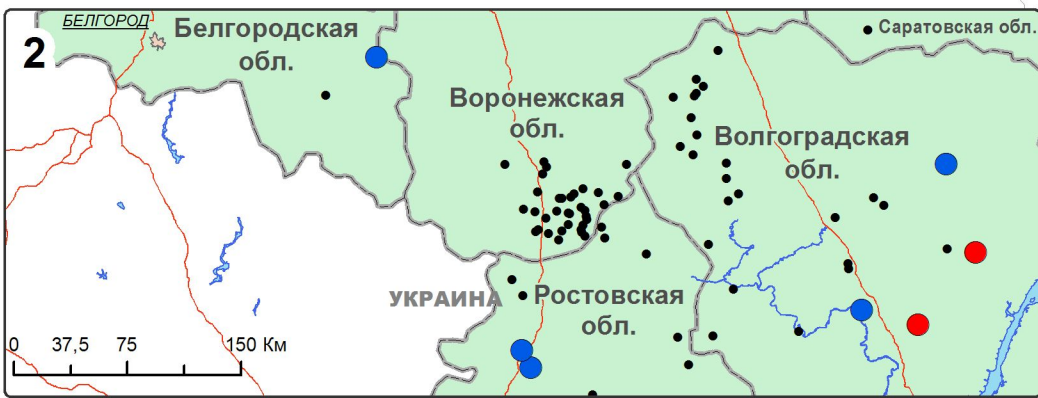 2
БЕЛГОРОД
Белгородская
обл.
Саратовская обл.
Воронежская
обл.
Волгоградская
обл.
УКРАИНА
Ростовская
обл.
0 37,5 75 150 Км